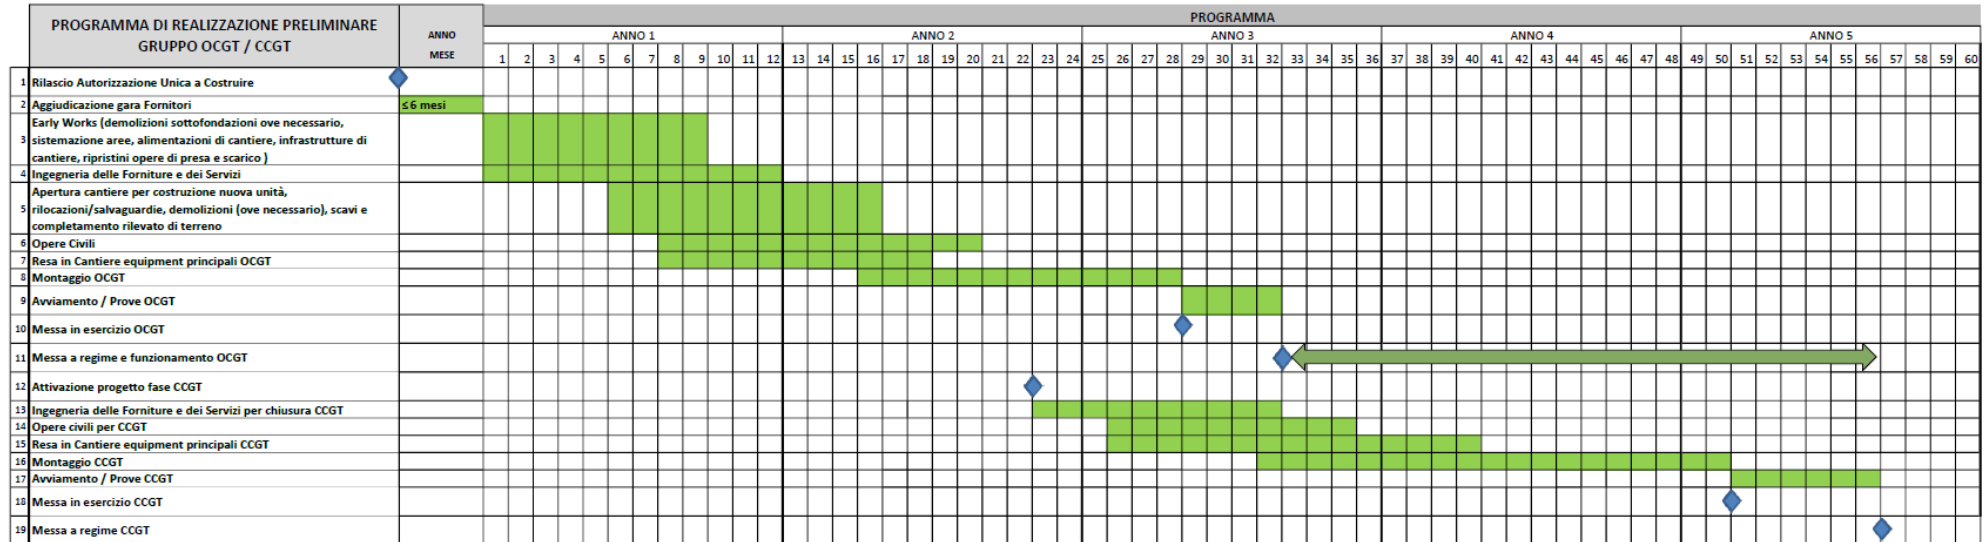 PROGRAMMA DI REALIZZAZIONE PRELIMINARE
GRUPPO OCGT / CCGT
ANNO
MESE
PROGRAMMA
ANNO 1 ANNO 2 ANNO 3 ANNO 4 ANNO 5
1 2 3 4 5 6 7 8 9 10 11 12 13 14 15 16 17 18 19 20 21 22 23 24 25 26 27 28 29 30 31 32 33 34 35 36 37 38 39 40 41 42 43 44 45 46 47 48 49 50 51 52 53 54 55 56 57 58 59 60
1 Rilascio Autorizzazione Unica a Costruire
2 Aggiudicazione gara Fornitori ≤ 6 mesi
Early Works (demolizioni sottofondazioni ove necessario,
3 sistemazione aree, alimentazioni di cantiere, infrastrutture di
cantiere, ripristini opere di presa e scarico )
4 Ingegneria delle Forniture e dei Servizi
Apertura cantiere per costruzione nuova unità,
5 rilocazioni/salvaguardie, demolizioni (ove necessario), scavi e
completamento rilevato di terreno
6 Opere Civili
7 Resa in Cantiere equipment principali OCGT
8 Montaggio OCGT
9 Avviamento / Prove OCGT
10 Messa in esercizio OCGT
11 Messa a regime e funzionamento OCGT
12 Attivazione progetto fase CCGT
13 Ingegneria delle Forniture e dei Servizi per chiusura CCGT
14 Opere civili per CCGT
15 Resa in Cantiere equipment principali CCGT
16 Montaggio CCGT
17 Avviamento / Prove CCGT
18 Messa in esercizio CCGT
19 Messa a regime CCGT